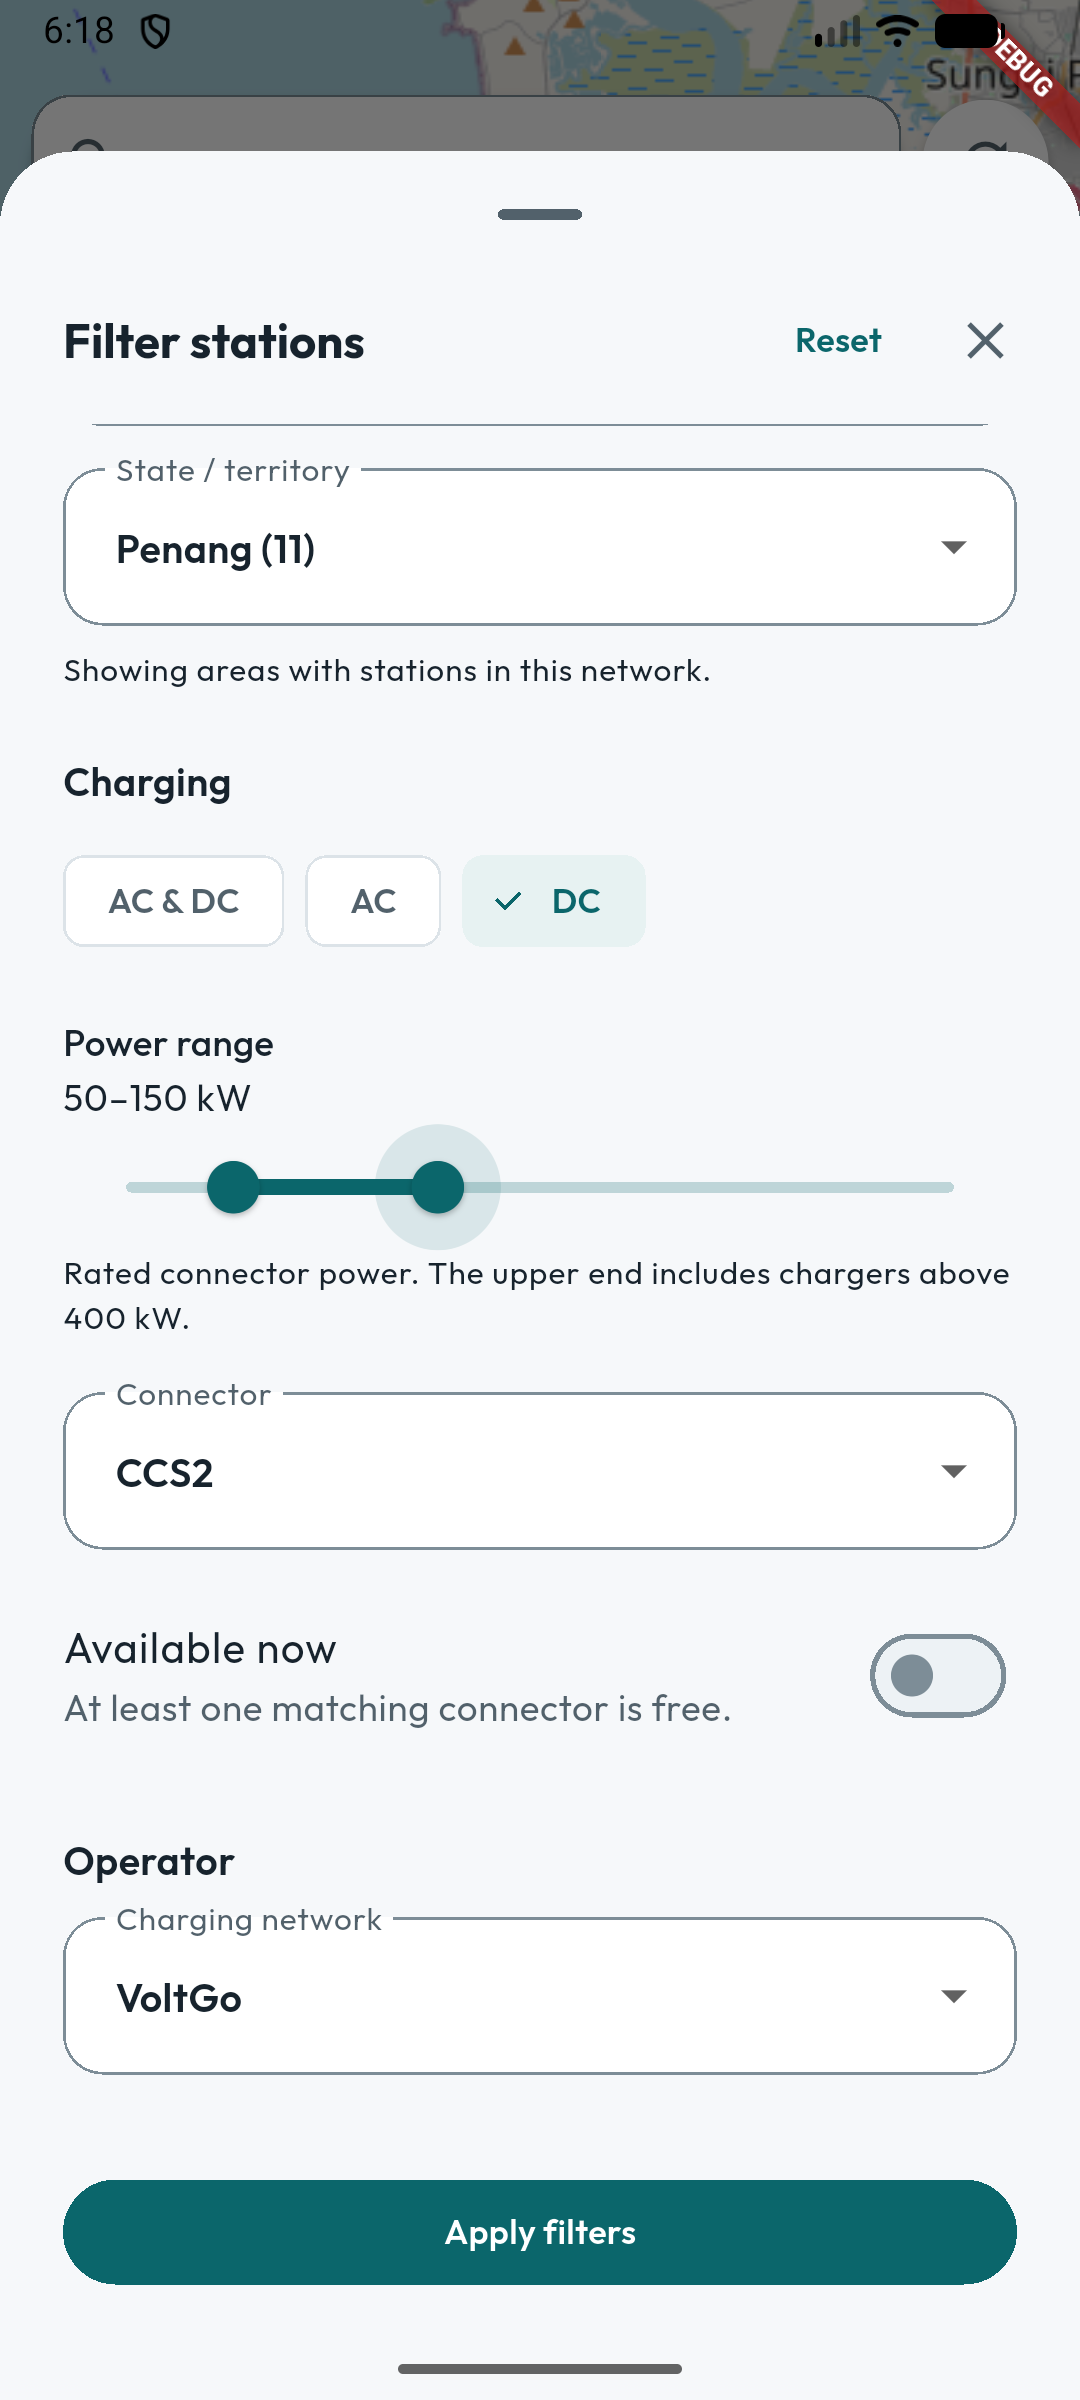 6:18
Sung
EBUG
Filter stations
Reset
State / territory
Penang (11)
Showing areas with stations in this network.
Charging
AC & DC
AC
DC
Power range
50–150 kW
Rated connector power. The upper end includes chargers above
400 kW.
Connector
CCS2
Available now
At least one matching connector is free.
Operator
Charging network
VoltGo
Apply filters